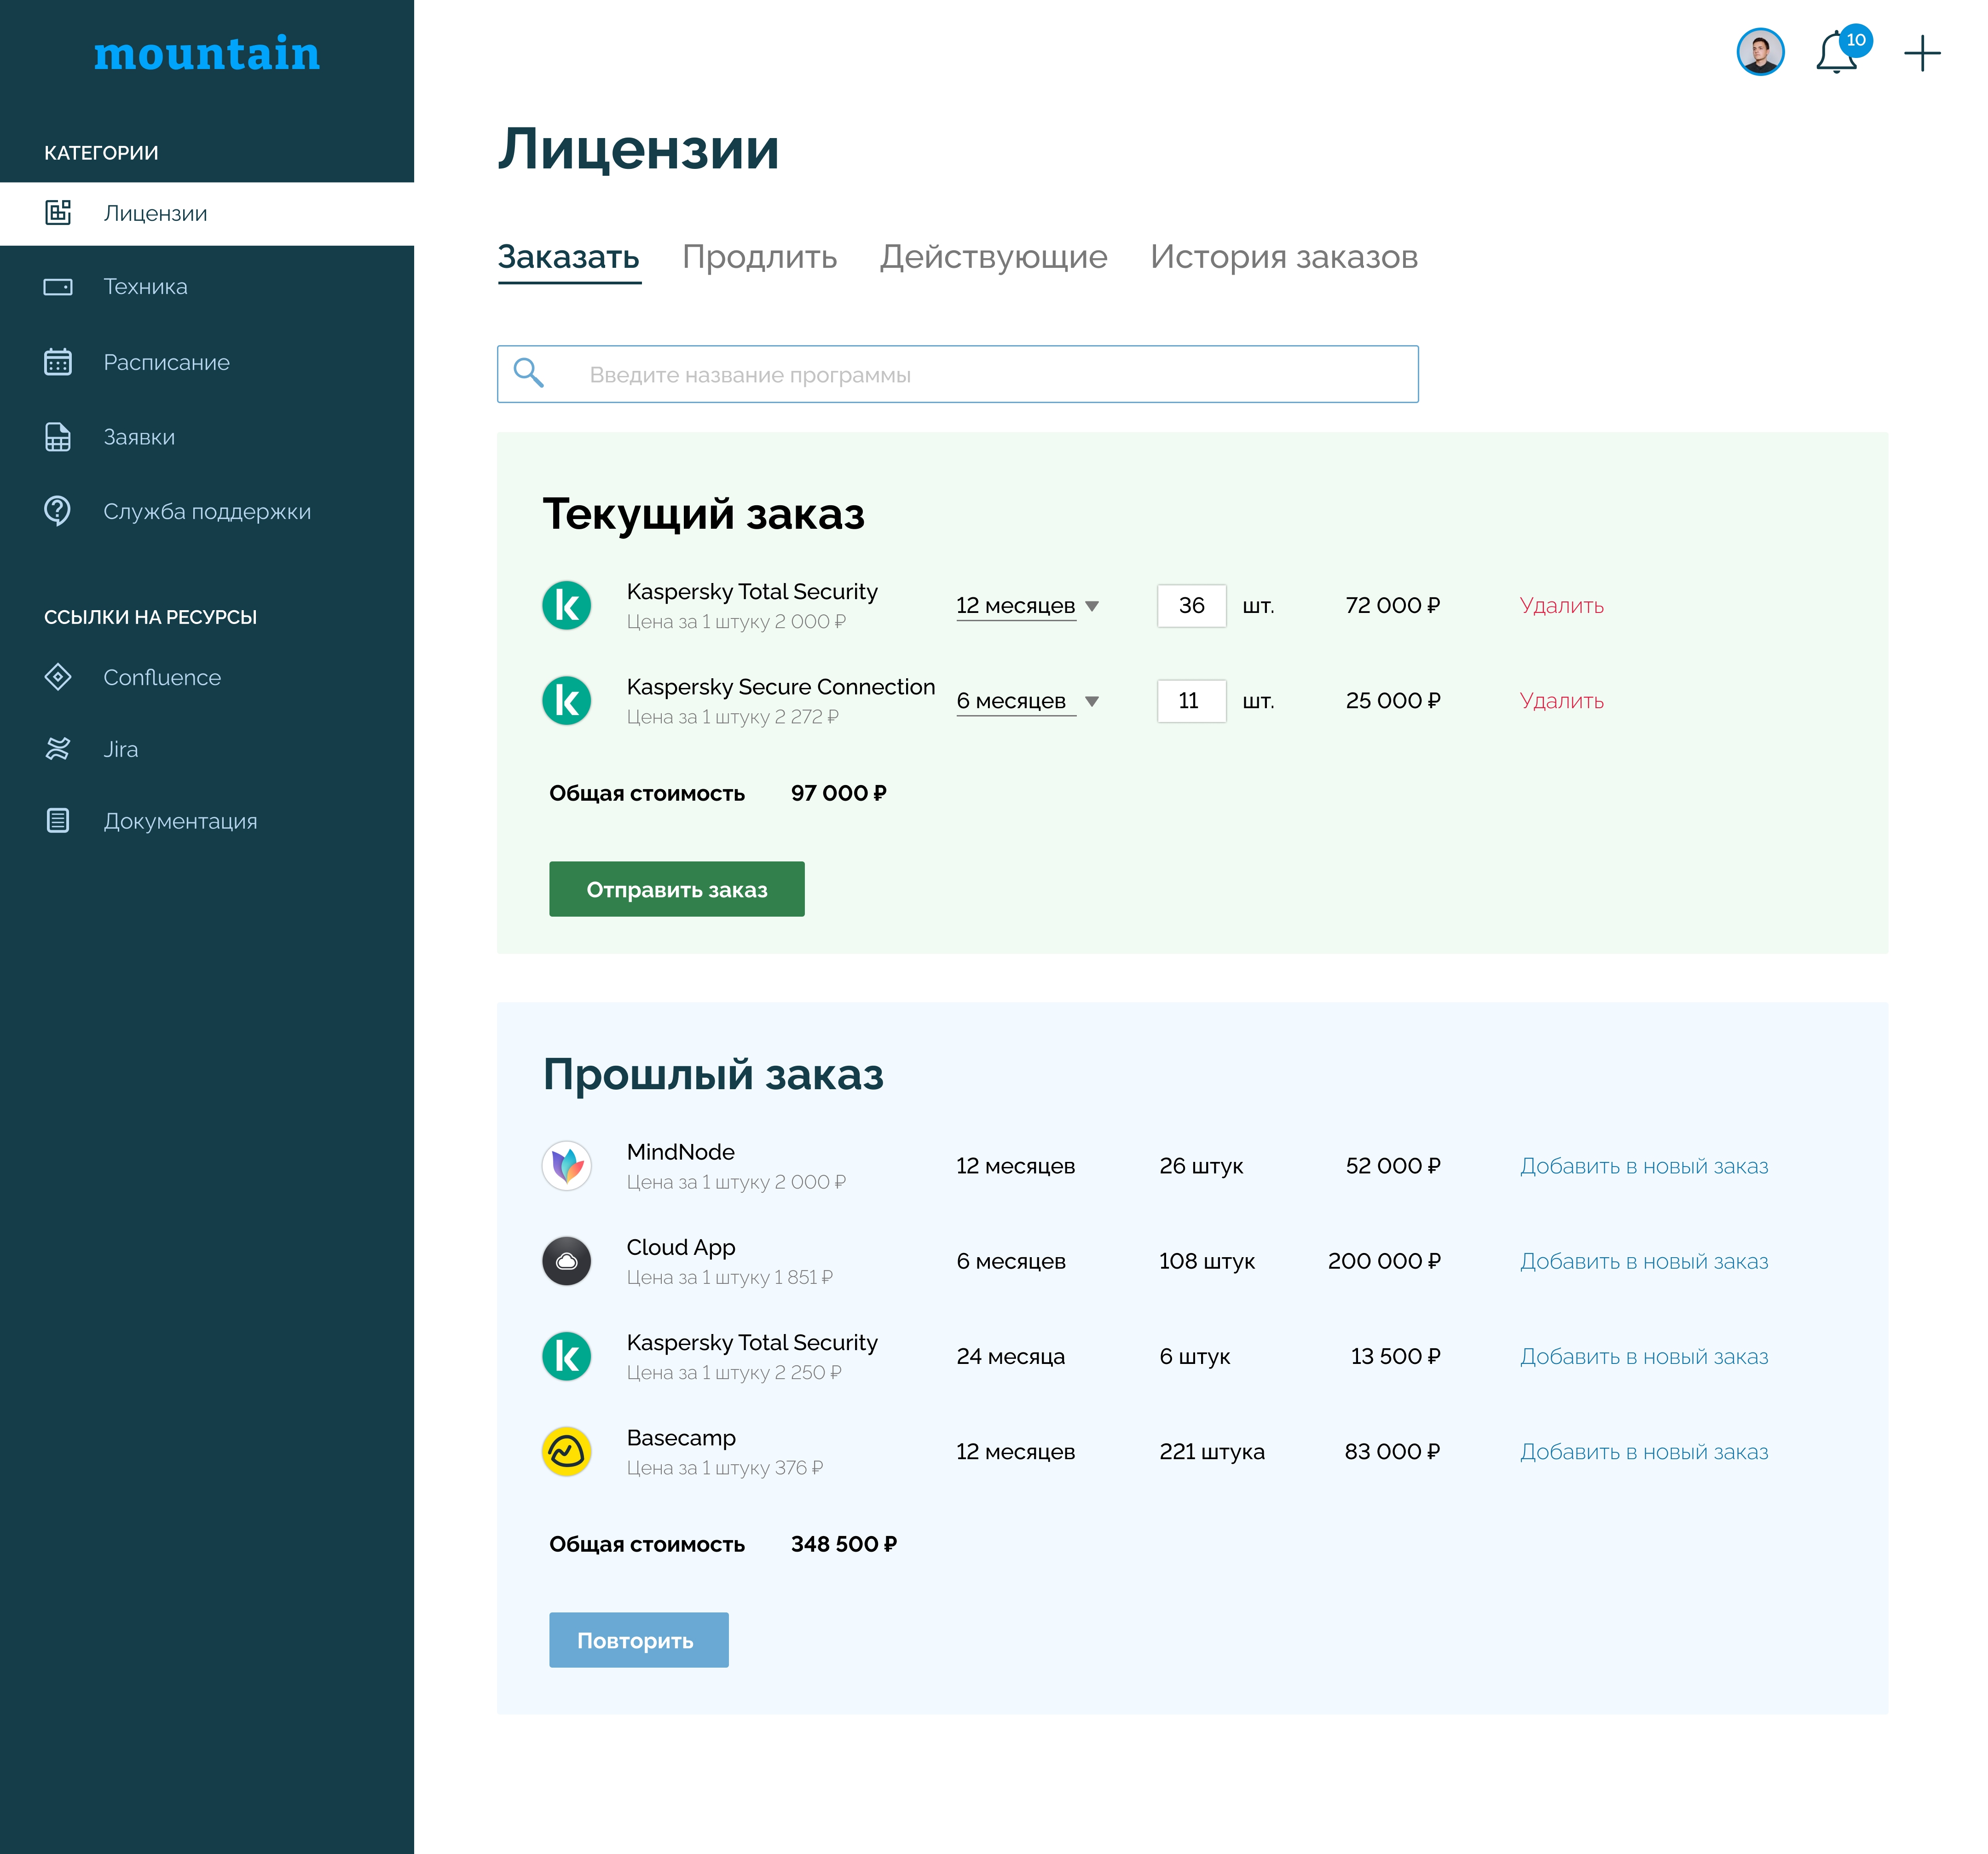 mountain
10
КАТЕГОРИИ
Лицензии
Техника
Расписание
Заявки
Служба поддержки
ССЫЛКИ НА РЕСУРСЫ
Confluence
Jira
Документация
Лицензии
Заказать Продлить Действующие История заказов
Введите название программы
Текущий заказ
Kaspersky Total Security
Цена за 1 штуку 2 000 ₽
12 месяцев 36 шт. 72 000 ₽ Удалить
Kaspersky Secure Connection
Цена за 1 штуку 2 272 ₽
6 месяцев 11 шт. 25 000 ₽ Удалить
Общая стоимость 97 000 ₽
Отправить заказ
Прошлый заказ
MindNode
Цена за 1 штуку 2 000 ₽
12 месяцев 26 штук 52 000 ₽ Добавить в новый заказ
Cloud App
Цена за 1 штуку 1 851 ₽
6 месяцев 108 штук 200 000 ₽ Добавить в новый заказ
Kaspersky Total Security
Цена за 1 штуку 2 250 ₽
24 месяца 6 штук 13 500 ₽ Добавить в новый заказ
Basecamp
Цена за 1 штуку 376 ₽
12 месяцев 221 штука 83 000 ₽ Добавить в новый заказ
Общая стоимость 348 500 ₽
Повторить